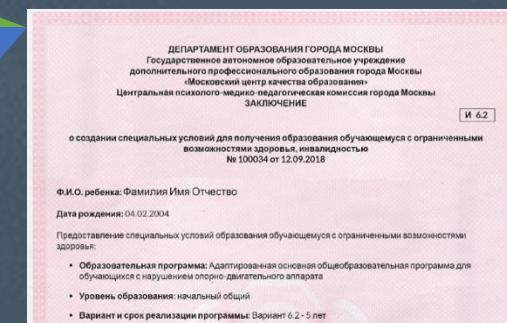 ДЕПАРТАМЕНТ ОБРАЗОВАНИЯ ГОРОДА МОСКВЫ
Государственное автономное образовательное учреждение
дополнительного профессионального образования города Москвы
«Московский центр качества образования»
Центральная психолого-медико-педагогическая комиссия города Москвы
ЗАКЛЮЧЕНИЕ
И 6.2
о создании специальных условий для получения образования обучающемуся с ограниченными
возможностями здоровья, инвалидностью
№ 100034 от 12.09.2018
Ф.И.О. ребенка: Фамилия Имя Отчество
Дата рождения: 04.02.2004
Предоставление специальных условий образования обучающемуся с ограниченными возможностями
здоровья:
• Образовательная программа: Адаптированная основная общеобразовательная программа для
обучающихся с нарушением опорно-двигательного аппарата
• Уровень образования: начальный общий
• Вариант и срок реализации программы: Вариант 6.2 - 5 лет